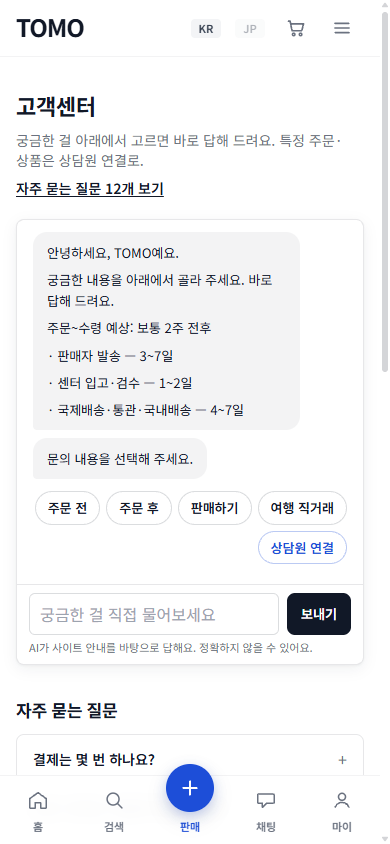 TOMO KR JP
고객센터
궁금한 걸 아래에서 고르면 바로 답해 드려요. 특정 주문·
상품은 상담원 연결로.
자주 묻는 질문 12개 보기
안녕하세요, TOMO예요.
궁금한 내용을 아래에서 골라 주세요. 바로
답해 드려요.
주문~수령 예상: 보통 2주 전후
· 판매자 발송 — 3~7일
· 센터 입고·검수 — 1~2일
· 국제배송·통관·국내배송 — 4~7일
문의 내용을 선택해 주세요.
주문 전 주문 후 판매하기 여행 직거래
상담원 연결
궁금한 걸 직접 물어보세요 보내기
AI가 사이트 안내를 바탕으로 답해요. 정확하지 않을 수 있어요.
자주 묻는 질문
결제는 몇 번 하나요? +
홈 검색 판매 채팅 마이